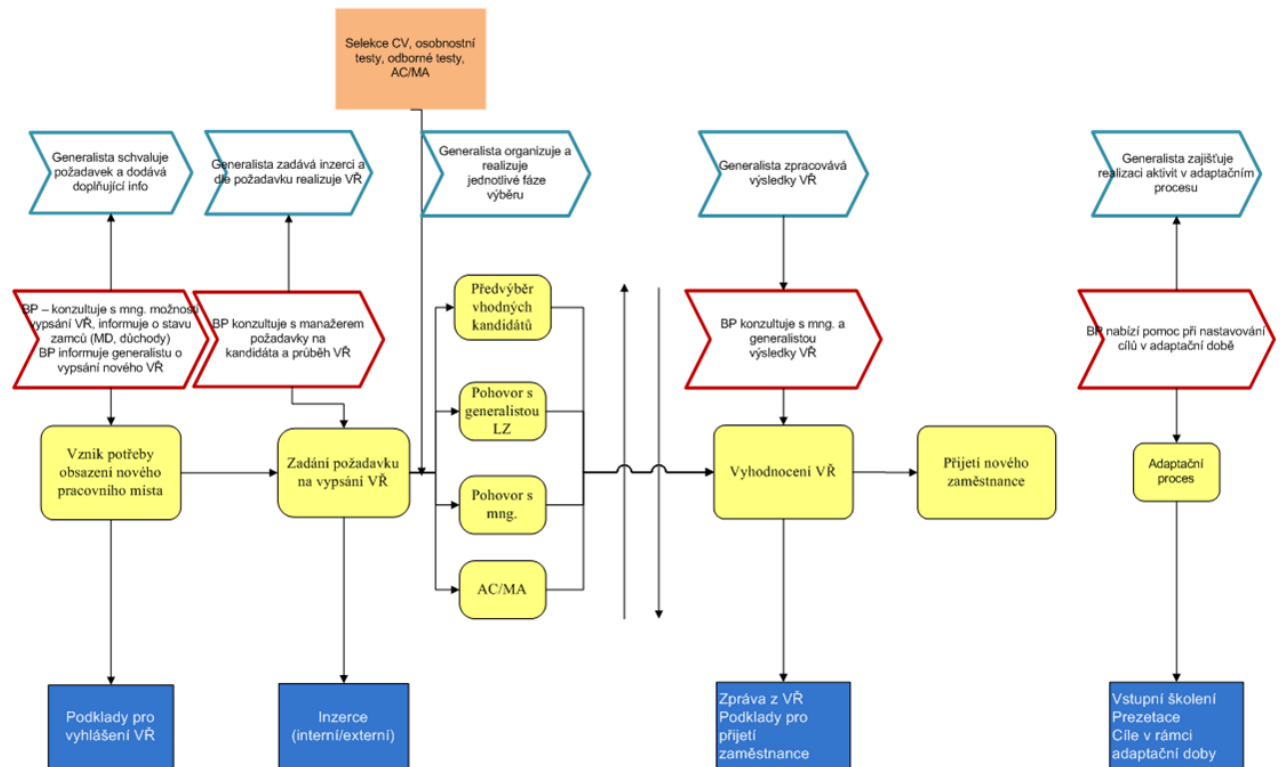 Selekce CV, osobnostní
testy, odborné testy,
AC/MA
Generalista schvaluje
požadavek a dodává
doplňující info
Generalista zadává inzerci a
dle požadavku realizuje VŘ
Generalista organizuje a
realizuje
jednotlivé fáze
výběru
Generalista zpracovává
výsledky VŘ
Generalista zajišťuje
realizaci aktivit v adaptačním
procesu
BP – konzultuje s mng. možnosti
vypsání VŘ, informuje o stavu
zamců (MD, důchody)
BP informuje generalistu o
vypsání nového VŘ
BP konzultuje s manažerem
požadavky na
kandidáta a průběh VŘ
Předvýběr
vhodných
kandidátů
BP konzultuje s mng. a
generalistou
výsledky VŘ
BP nabízí pomoc při nastavování
cílů v adaptační době
Vznik potřeby
obsazení nového
pracovního místa
Zadání požadavku
na vypsání VŘ
Pohovor s
generalistou
LZ
Pohovor s
mng.
AC/MA
Vyhodnocení VŘ
Přijetí nového
zaměstnance
Adaptační
proces
Podklady pro
vyhlášení VŘ
Inzerce
(interní/externí)
Zpráva z VŘ
Podklady pro
přijetí
zaměstnance
Vstupní školení
Prezetace
Cíle v rámci
adaptační doby